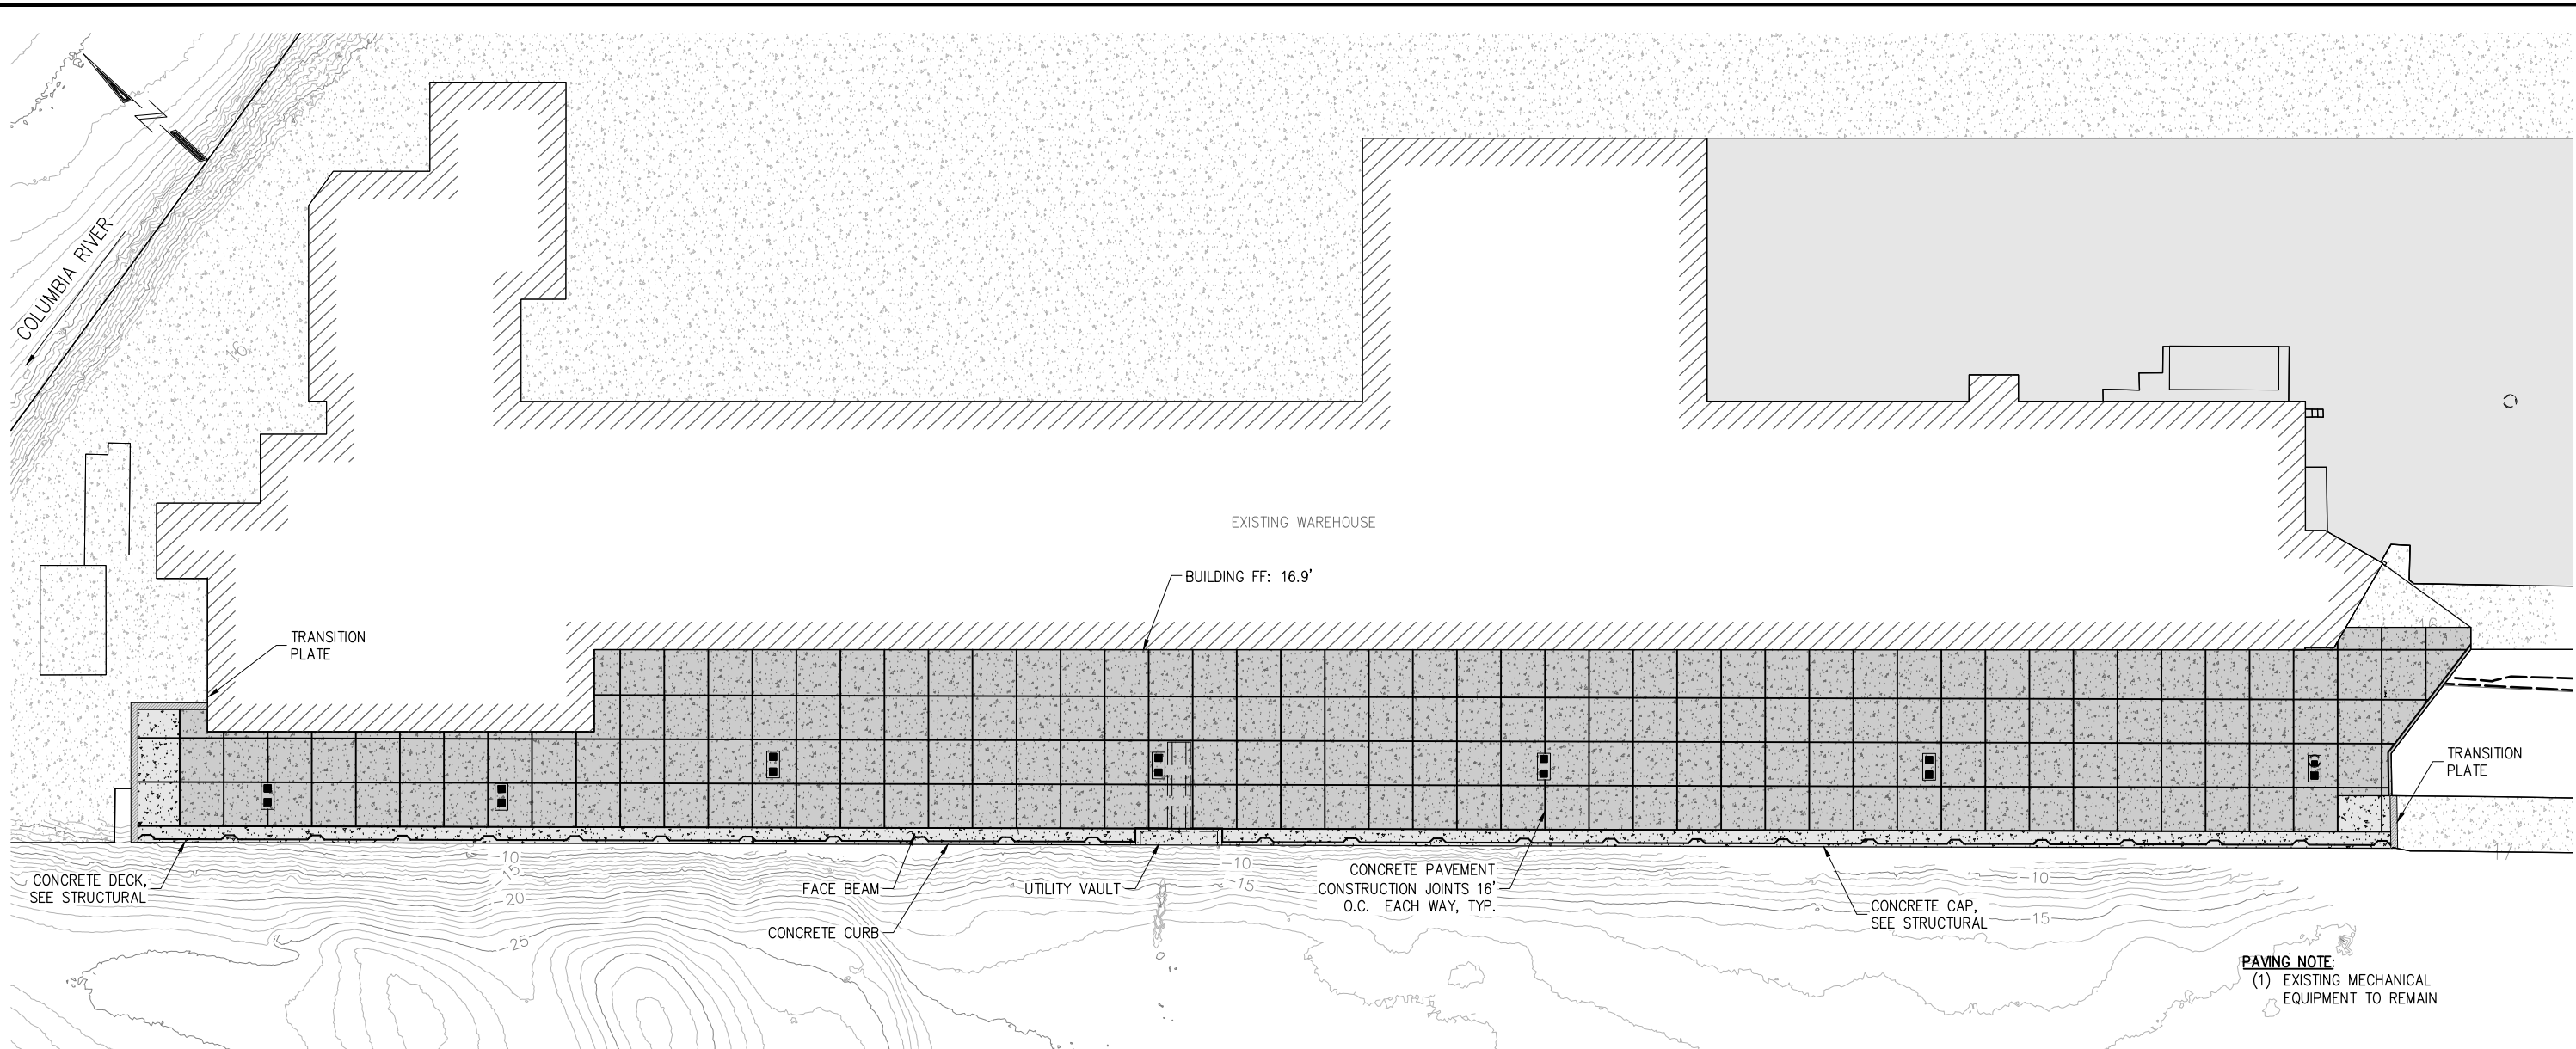 N
COLUMBIA RIVER
16
EXISTING WAREHOUSE
BUILDING FF: 16.9'
TRANSITION
PLATE
16
TRANSITION
PLATE
CONCRETE DECK,
SEE STRUCTURAL
-10
-15
-20
-25
FACE BEAM
CONCRETE CURB
UTILITY VAULT
-10
-15
CONCRETE PAVEMENT
CONSTRUCTION JOINTS 16'
O.C. EACH WAY, TYP.
CONCRETE CAP,
SEE STRUCTURAL
-10
-15
17
PAVING NOTE:
(1) EXISTING MECHANICAL
EQUIPMENT TO REMAIN